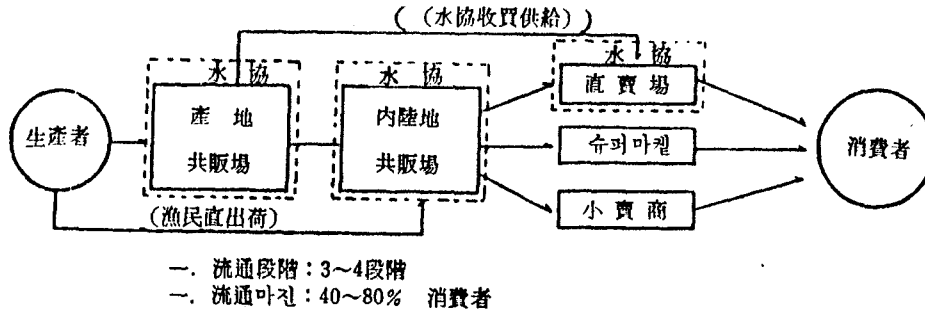 ( (水協收買供給)
水 協
水 協
水 協
生産者
産 地
共販場
内陸地
共販場
直賣場
슈퍼마켙
小賣商
消費者
(漁民直出荷)
一. 流通段階 : 3~4段階
一. 流通마진 : 40~80% 消費者